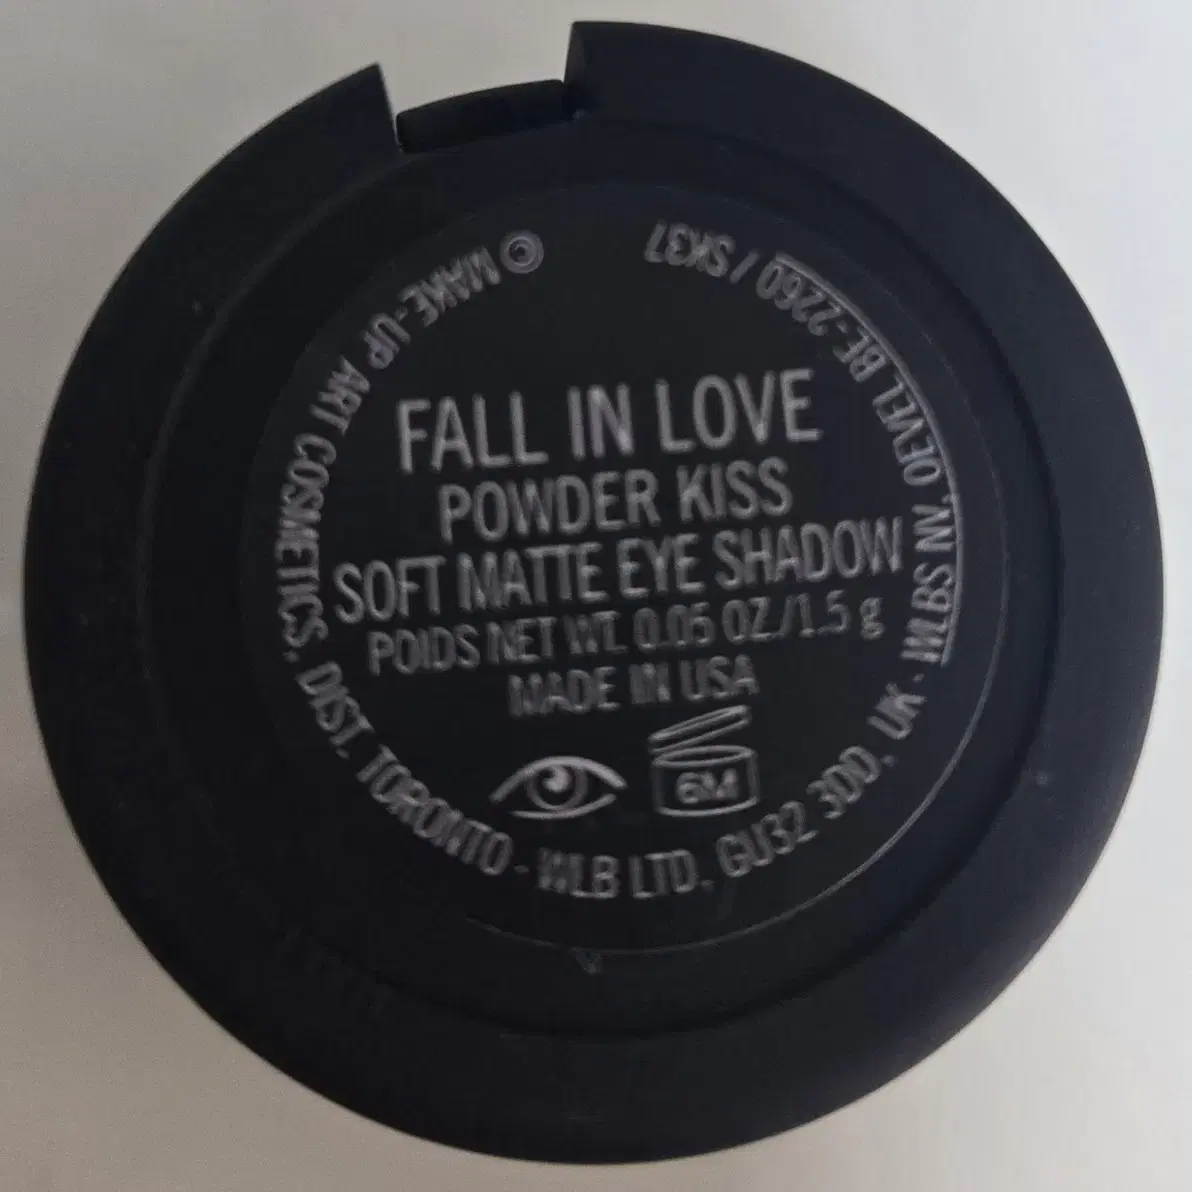 FALL IN LOVE
POWDER KISS
SOFT MATTE EYE SHADOW
POIDS NET WT. 0.05 OZ./1.5 g
MADE IN USA
6M
© MAKE-UP ART COSMETICS, DIST. TORONTO - WLB LTD. GU32 3DD, UK - WLBS NV. OEVEL BE-2260 / SK37